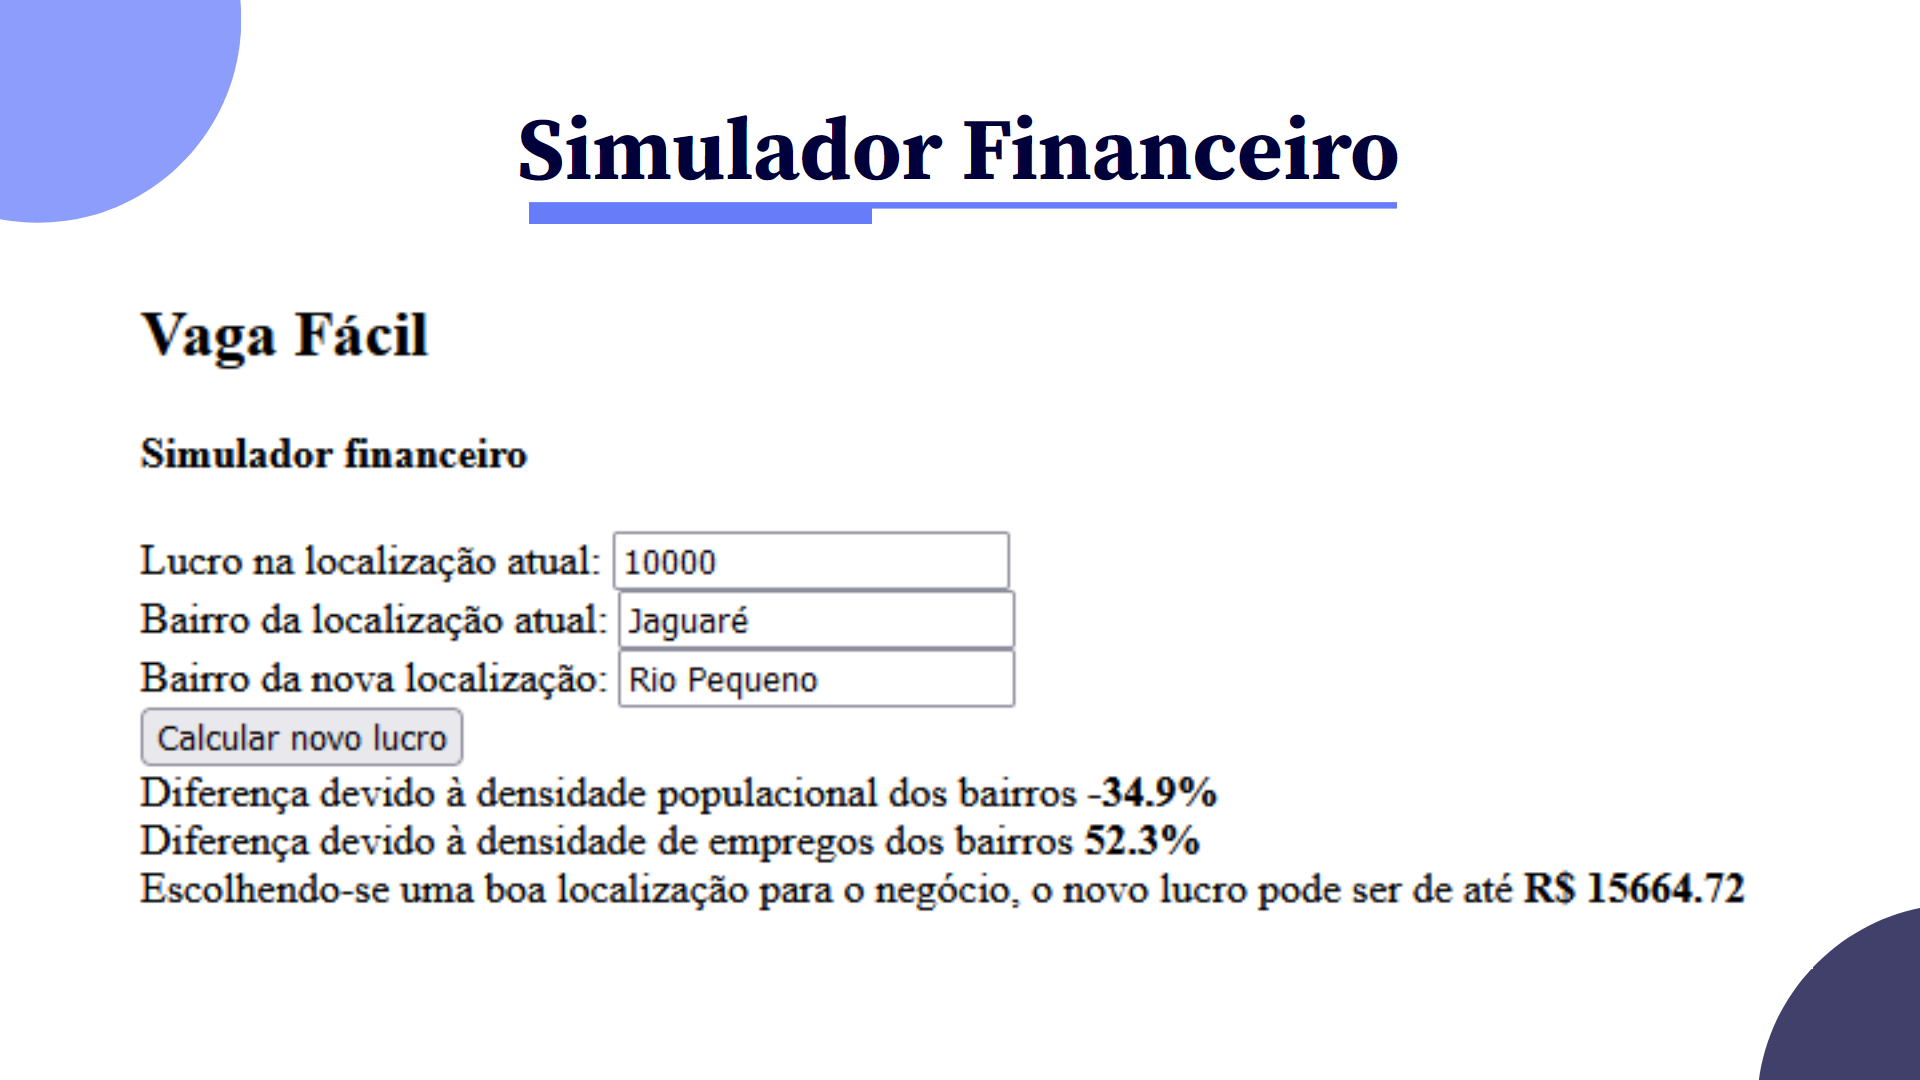 Simulador Financeiro
Vaga Fácil
Simulador financeiro
Lucro na localização atual: 10000
Bairro da localização atual: Jaguaré
Bairro da nova localização: Rio Pequeno
Calcular novo lucro
Diferença devido à densidade populacional dos bairros -34.9%
Diferença devido à densidade de empregos dos bairros 52.3%
Escolhendo-se uma boa localização para o negócio, o novo lucro pode ser de até R$ 15664.72